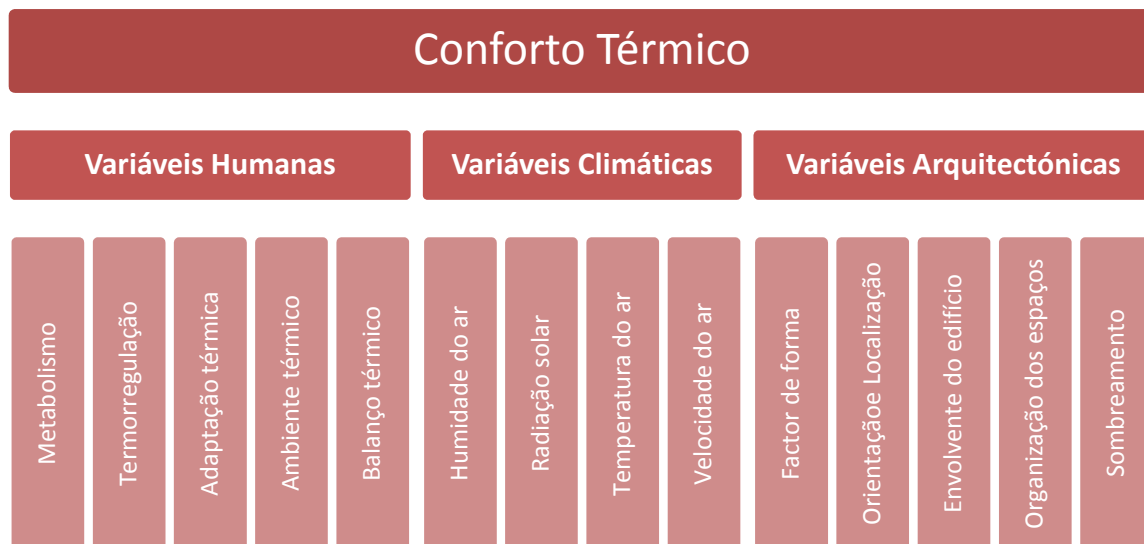 Conforto Térmico
Variáveis Humanas
Variáveis Climáticas
Variáveis Arquitectónicas
Metabolismo
Termorregulação
Adaptação térmica
Ambiente térmico
Balanço térmico
Humidade do ar
Radiação solar
Temperatura do ar
Velocidade do ar
Factor de forma
Orientaçãoe Localização
Envolvente do edifício
Organização dos espaços
Sombreamento